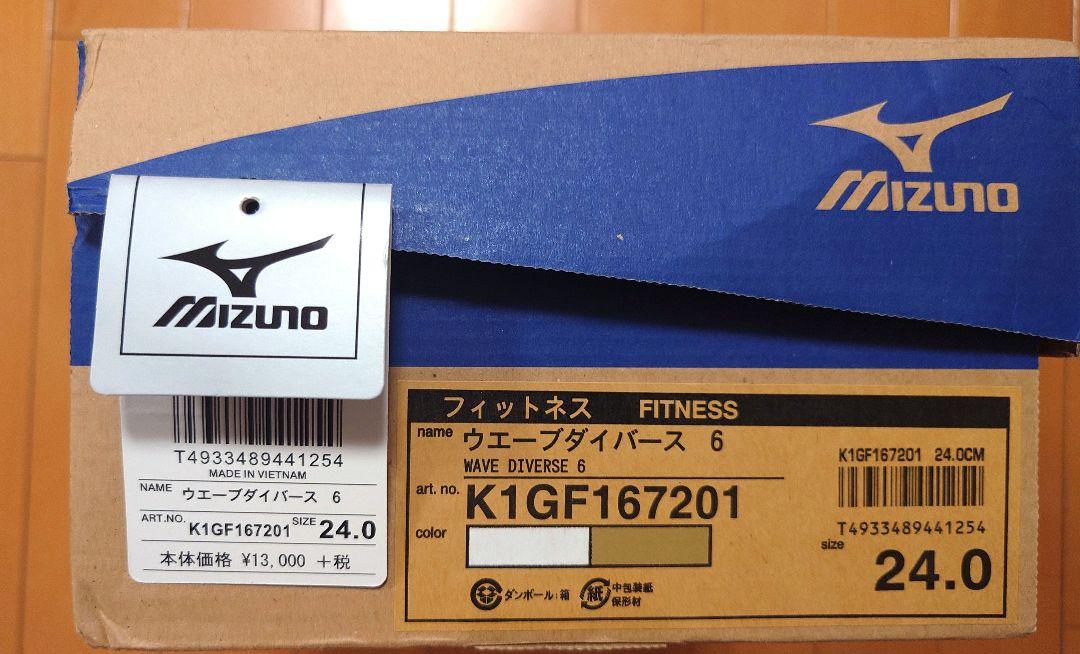 MIZUNO
MIZUNO
T4933489441254
MADE IN VIETNAM
NAME ウエーブダイバース 6
ART.NO. K1GF167201 SIZE 24.0
本体価格 ¥13,000 +税
フィットネス FITNESS
name ウエーブダイバース 6
WAVE DIVERSE 6
art. no. K1GF167201
color
K1GF167201 24.0CM
T4933489441254
size 24.0
ダンボール:箱
紙 中包装紙
保形材